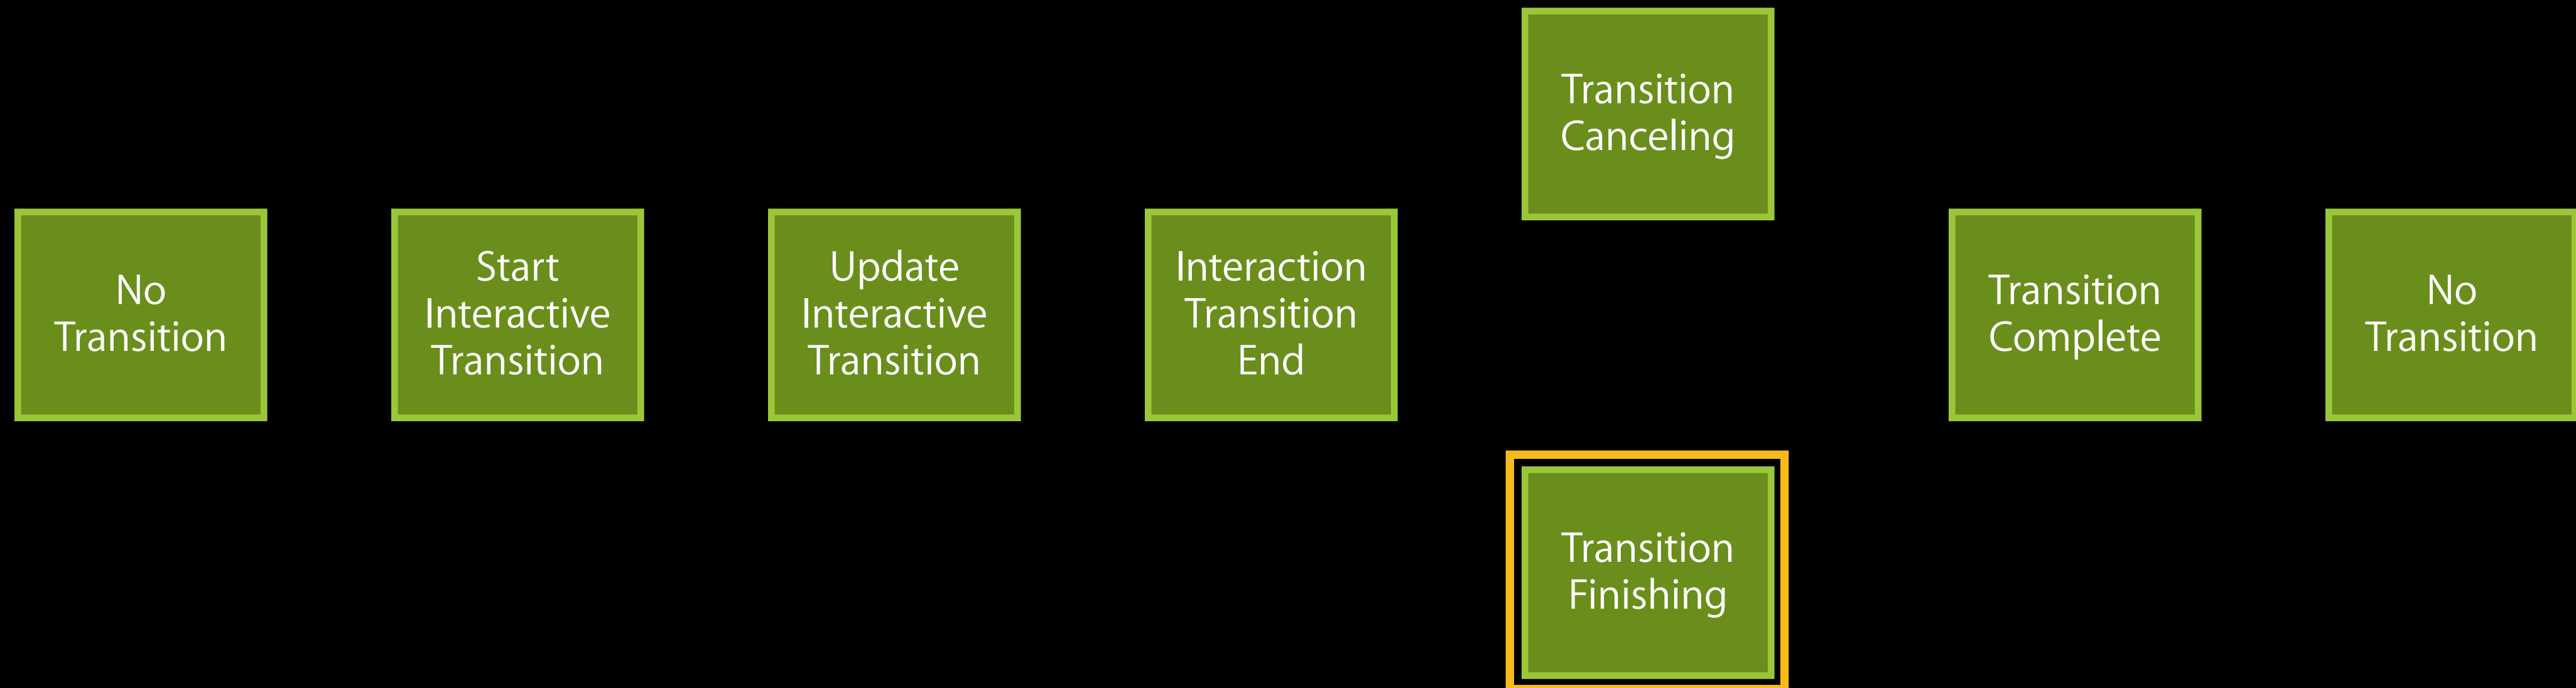 No
Transition
Start
Interactive
Transition
Update
Interactive
Transition
Interaction
Transition
End
Transition
Canceling
Transition
Finishing
Transition
Complete
No
Transition